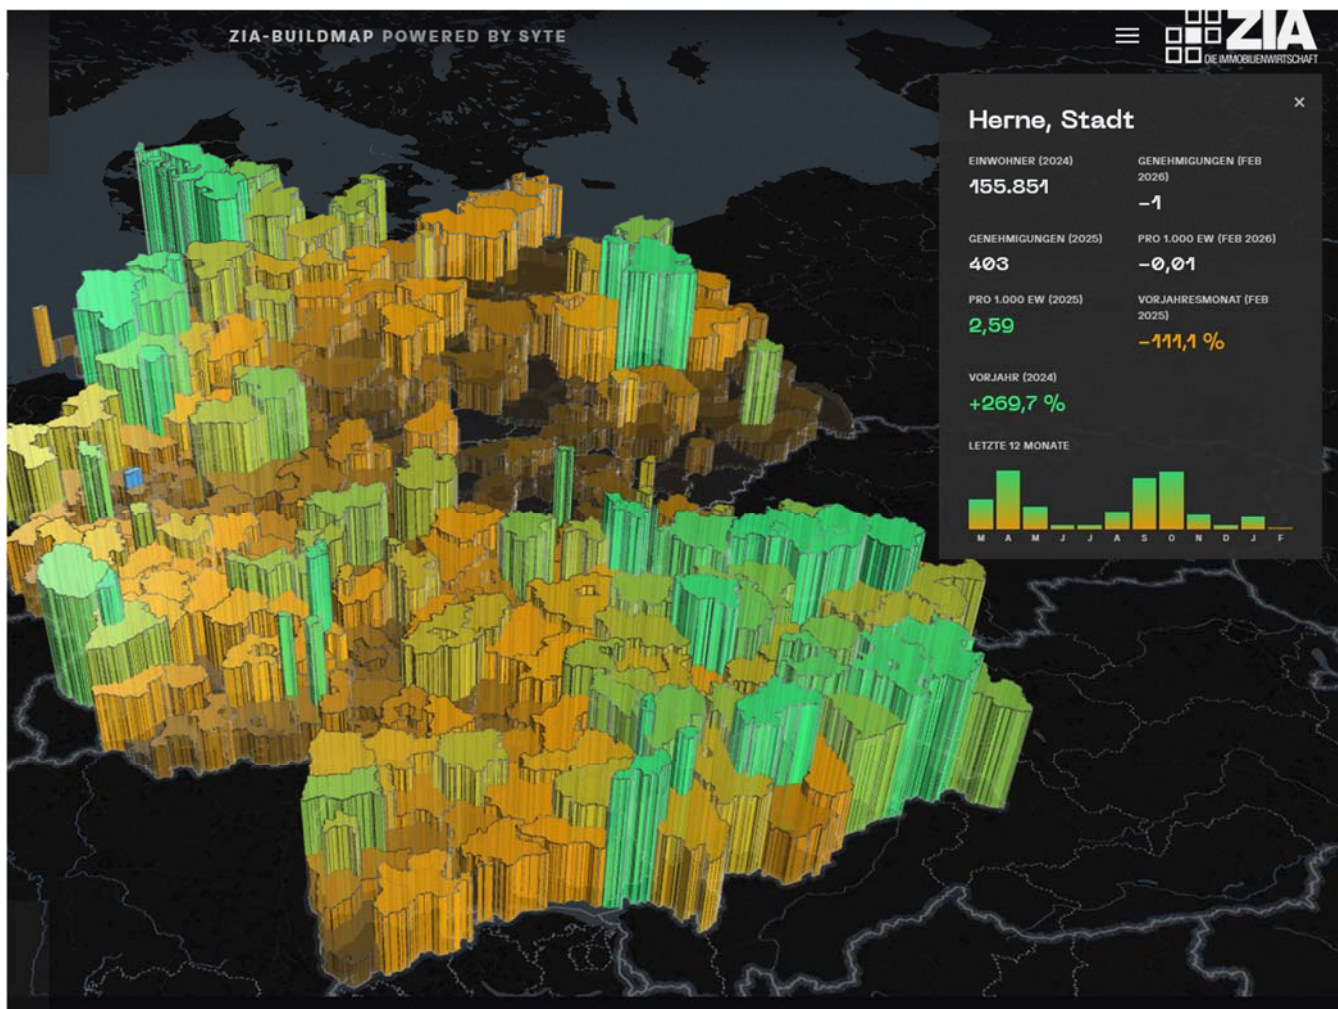 ZIA-BUILDMAP POWERED BY SYTE
ZIA
DIE IMMOBILIENWIRTSCHAFT
×
Herne, Stadt
EINWOHNER (2024)
155.851
GENEHMIGUNGEN (FEB
2026)
−1
GENEHMIGUNGEN (2025)
403
PRO 1.000 EW (FEB 2026)
−0,01
PRO 1.000 EW (2025)
2,59
VORJAHRESMONAT (FEB
2025)
−111,1 %
VORJAHR (2024)
+269,7 %
LETZTE 12 MONATE
M A M J J A S O N D J F